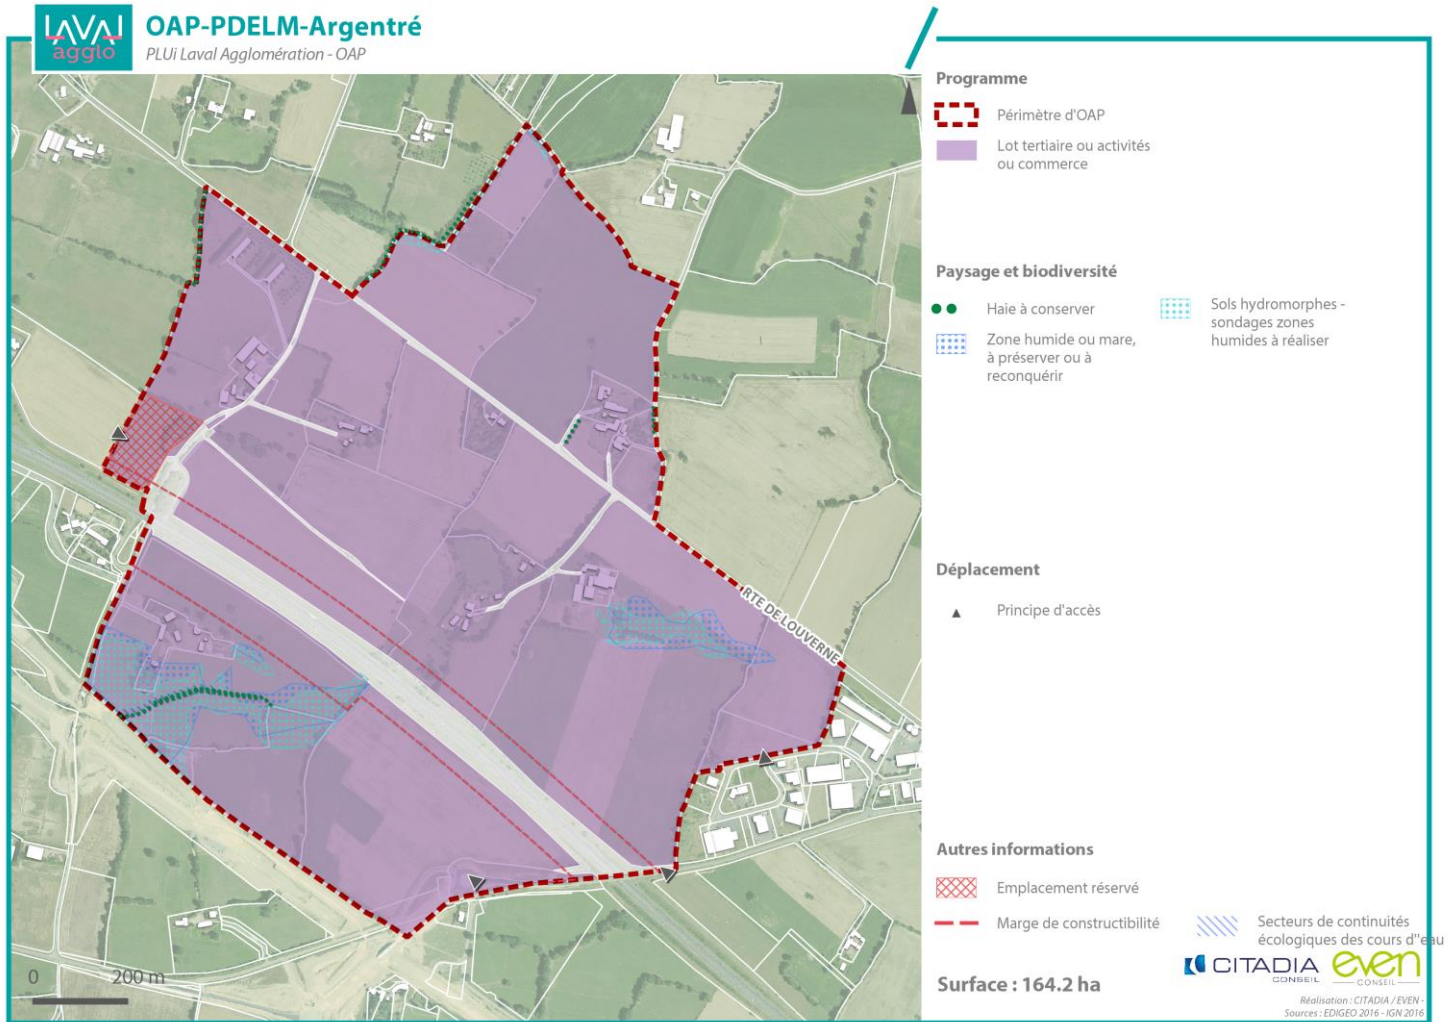 LAVAL
agglo
OAP-PDELM-Argentré
PLUi Laval Agglomération - OAP
RTE DE LOUVERNE
0 200 m
Programme
Périmètre d'OAP
Lot tertiaire ou activités
ou commerce
Paysage et biodiversité
Haie à conserver
Zone humide ou mare,
à préserver ou à
reconquérir
Sols hydromorphes -
sondages zones
humides à réaliser
Déplacement
Principe d'accès
Autres informations
Emplacement réservé
Marge de constructibilité
Secteurs de continuités
écologiques des cours d''eau
Surface : 164.2 ha
CITADIA
CONSEIL
even
CONSEIL
Réalisation : CITADIA / EVEN -
Sources : EDIGEO 2016 - IGN 2016